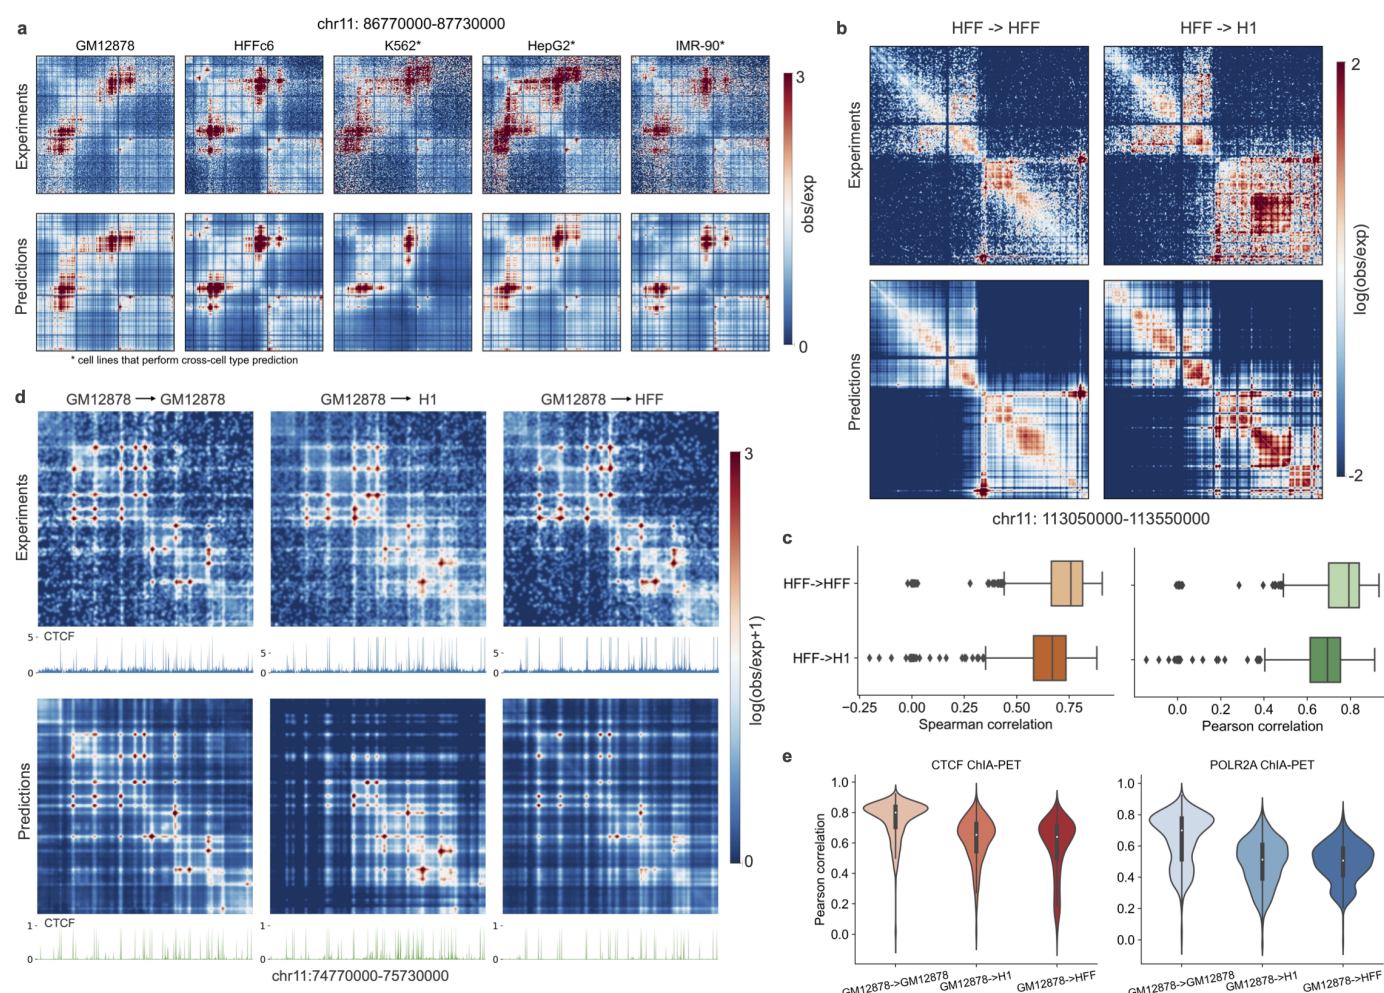 a
chr11: 86770000-87730000
GM12878
HFFc6
K562*
HepG2*
IMR-90*
Experiments
Predictions
3
obs/exp
0
* cell lines that perform cross-cell type prediction
b
HFF -> HFF
HFF -> H1
Experiments
Predictions
2
log(obs/exp)
-2
chr11: 113050000-113550000
c
HFF->HFF
HFF->H1
−0.25 0.00 0.25 0.50 0.75
Spearman correlation
0.0 0.2 0.4 0.6 0.8
Pearson correlation
d
GM12878 → GM12878
GM12878 → H1
GM12878 → HFF
Experiments
3
log(obs/exp+1)
0
5
CTCF
0
5
0
5
0
Predictions
1
CTCF
0
1
0
1
0
chr11:74770000-75730000
e
CTCF ChIA-PET
Pearson correlation
1.0
0.8
0.6
0.4
0.2
0.0
GM12878->GM12878
GM12878->H1
GM12878->HFF
POLR2A ChIA-PET
1.0
0.8
0.6
0.4
0.2
0.0
GM12878->GM12878
GM12878->H1
GM12878->HFF